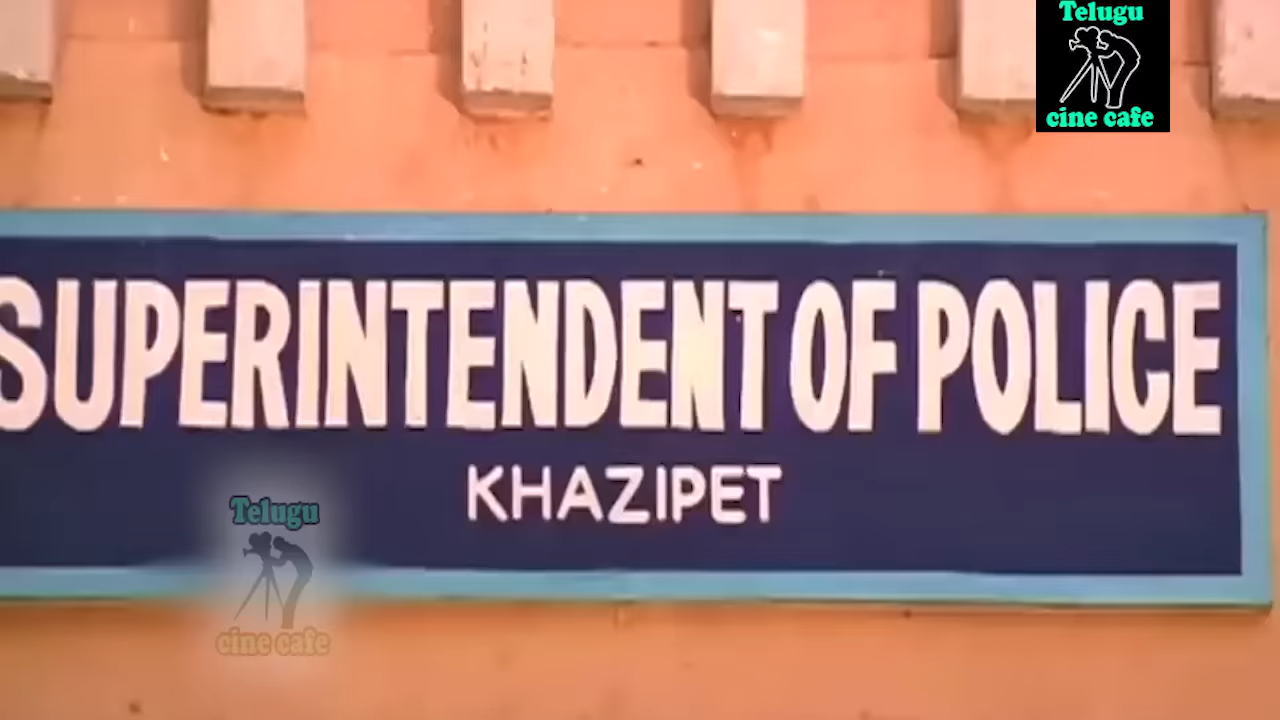 Telugu
cine cafe
SUPERINTENDENT OF POLICE
KHAZIPET
Telugu
cine cafe